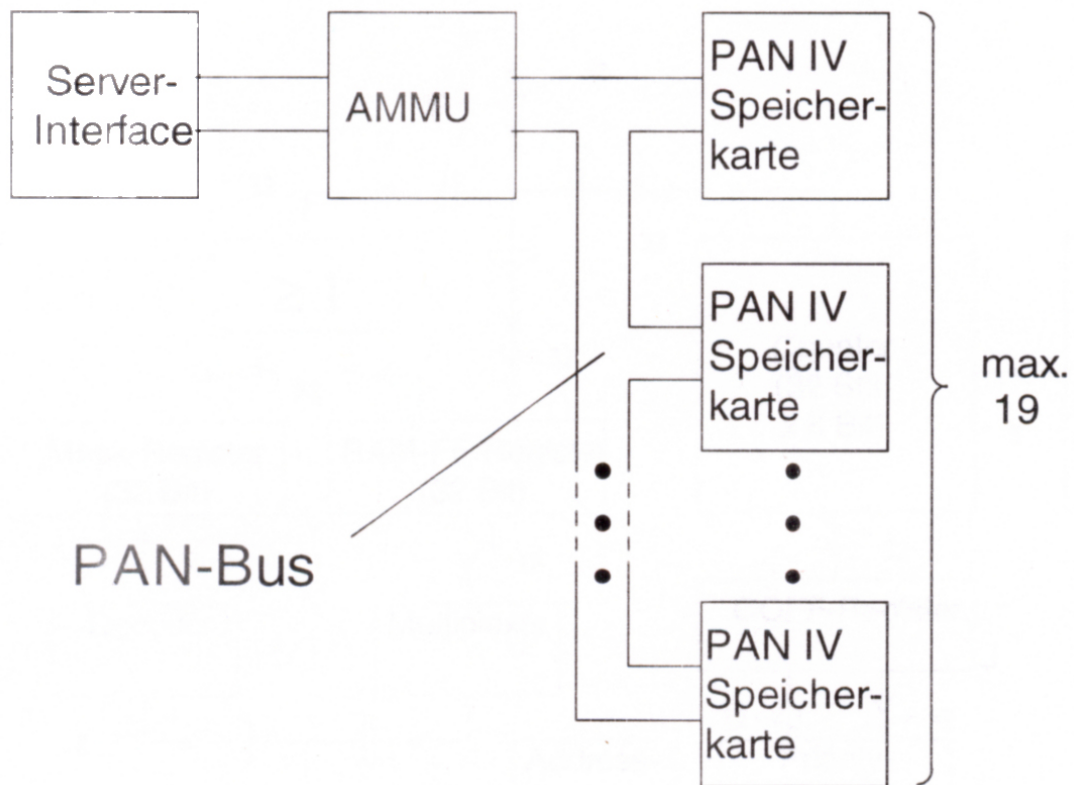 Server-
Interface
AMMU
PAN IV
Speicher-
karte
PAN IV
Speicher-
karte
max.
19
PAN-Bus
PAN IV
Speicher-
karte